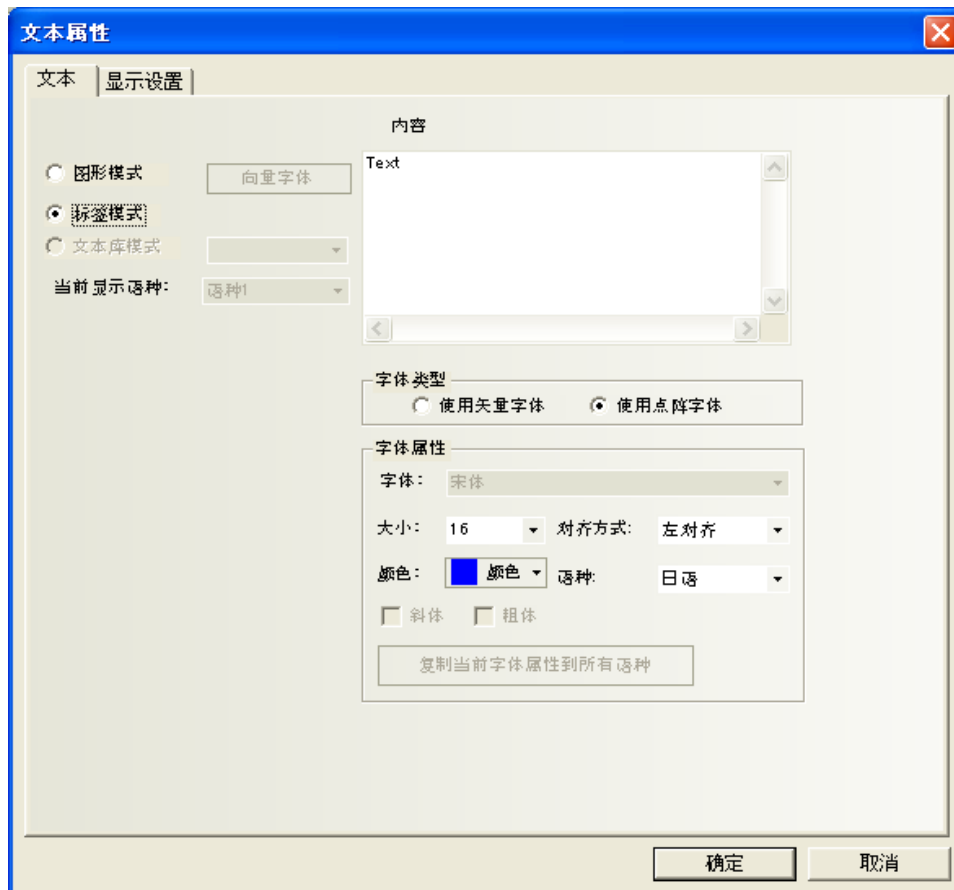 文本属性
文本 显示设置
内容
图形模式 向量字体 Text
标签模式
文本库模式
当前显示语种: 语种1
字体类型
使用矢量字体 使用点阵字体
字体属性
字体: 宋体
大小: 16 对齐方式: 左对齐
颜色: 颜色 语种: 日语
斜体 粗体
复制当前字体属性到所有语种
确定 取消